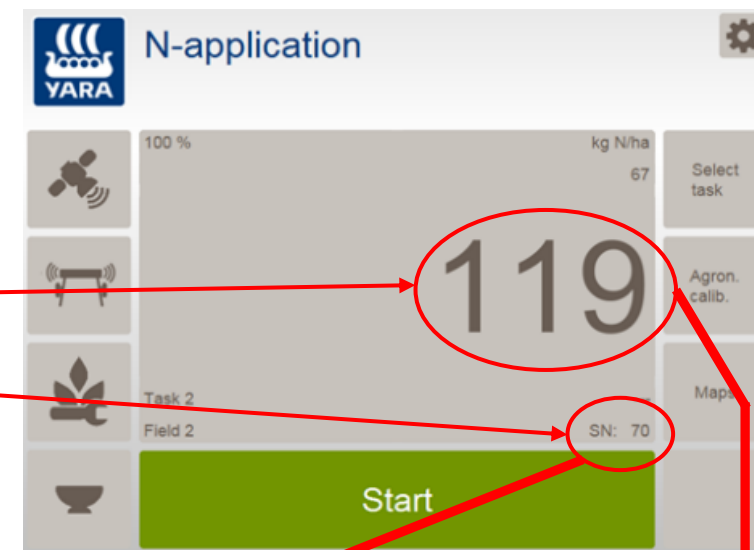 YARA
N-application
100 %
kg N/ha
67
Select
task
119
Agron.
calib.
Task 2
Maps
Field 2
SN: 70
Start